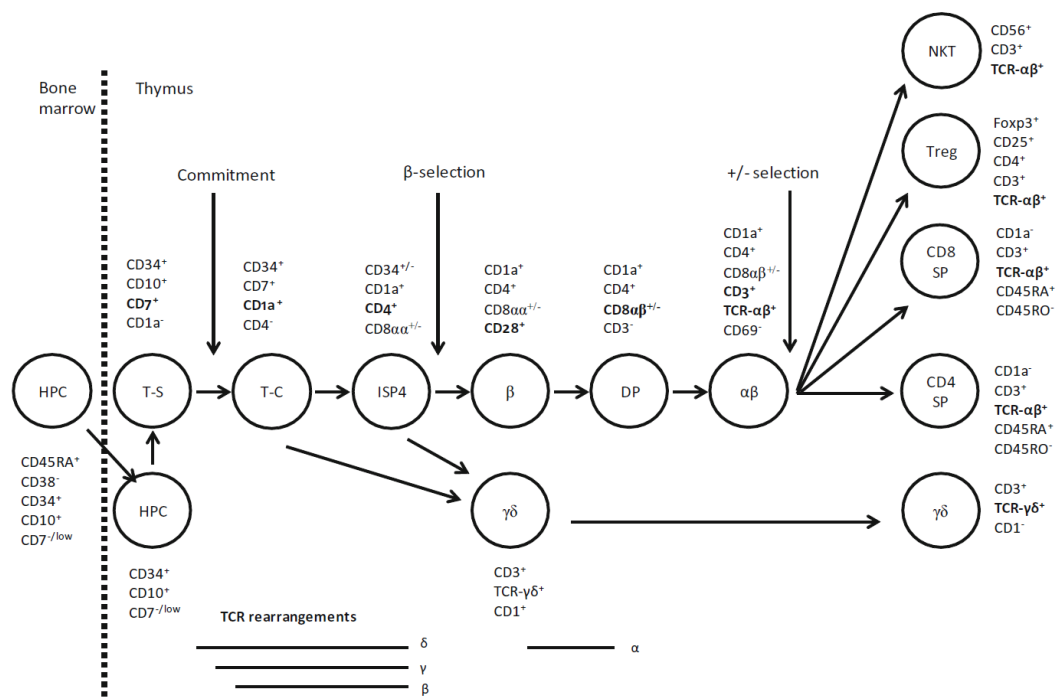 Bone
marrow
Thymus
Commitment
β-selection
+/- selection
CD34⁺
CD10⁺
CD7⁺
CD1a⁻
CD34⁺
CD7⁺
CD1a⁺
CD4⁻
CD34⁺/⁻
CD1a⁺
CD4⁺
CD8αα⁺/⁻
CD1a⁺
CD4⁺
CD8αα⁺/⁻
CD28⁺
CD1a⁺
CD4⁺
CD8αβ⁺/⁻
CD3⁻
CD1a⁺
CD4⁺
CD8αβ⁺/⁻
CD3⁺
TCR-αβ⁺
CD69⁻
HPC
T-S
T-C
ISP4
β
DP
αβ
NKT
CD56⁺
CD3⁺
TCR-αβ⁺
Treg
Foxp3⁺
CD25⁺
CD4⁺
CD3⁺
TCR-αβ⁺
CD8
SP
CD1a⁻
CD3⁺
TCR-αβ⁺
CD45RA⁺
CD45RO⁻
CD4
SP
CD1a⁻
CD3⁺
TCR-αβ⁺
CD45RA⁺
CD45RO⁻
CD45RA⁺
CD38⁻
CD34⁺
CD10⁺
CD7⁻/low
HPC
CD34⁺
CD10⁺
CD7⁻/low
γδ
CD3⁺
TCR-γδ⁺
CD1⁺
γδ
CD3⁺
TCR-γδ⁺
CD1⁻
TCR rearrangements
δ
γ
β
α